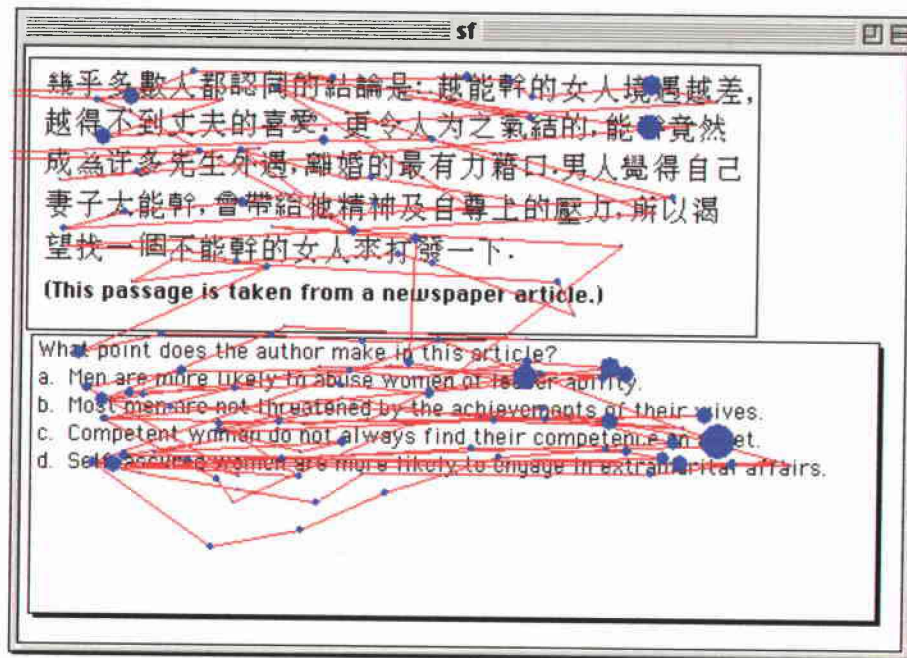 sf
幾乎多數人都認同的結論是: 越能幹的女人境遇越差,
越得不到丈夫的喜愛; 更令人为之氣結的, 能竟然
成為许多先生外遇, 離婚的最有力藉口. 男人覺得自己
妻子太能幹, 會帶給他精神及自尊上的壓力, 所以渴
望找一個不能幹的女人來打發一下.
(This passage is taken from a newspaper article.)
What point does the author make in this article?
a. Men are more likely to abuse women of lesser ability.
b. Most men are not threatened by the achievements of their wives.
c. Competent women do not always find their competence an
d. Self-assured women are more likely to engage in extramarital affairs.